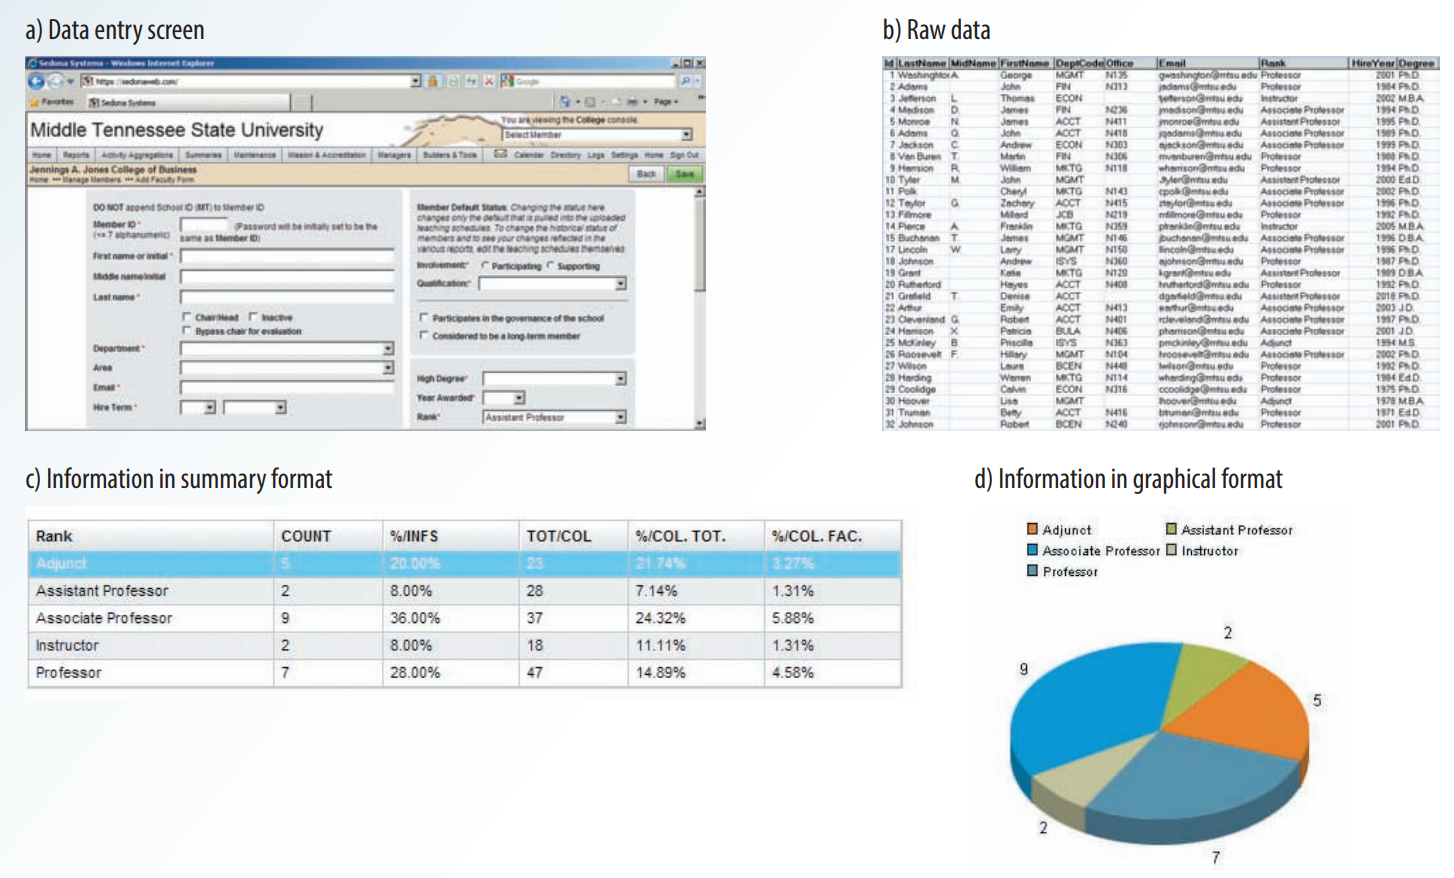 a) Data entry screen
Sedona Systems - Windows Internet Explorer
https://sedonaweb.com/
Google
Favorites Sedona Systems Page
Middle Tennessee State University
You are viewing the College console.
Select Member
Home Reports Activity Aggregations Summaries Maintenance Mission & Accreditation Managers Builders & Tools Calendar Directory Logs Settings Home Sign Out
Jennings A. Jones College of Business
Home --- Manage Members --- Add Faculty Form
Back Save
DO NOT append School ID (MT) to Member ID
Member ID *
(<= 7 alphanumeric)
(Password will be initially set to be the
same as Member ID)
First name or initial *
Middle name/initial
Last name *
Chair/Head Inactive
Bypass chair for evaluation
Department *
Area
Email *
Hire Term *
Member Default Status: Changing the status here
changes only the default that is pulled into the uploaded
teaching schedules. To change the historical status of
members and to see your changes reflected in the
various reports, edit the teaching schedules themselves.
Involvement:* Participating Supporting
Qualification:*
Participates in the governance of the school
Considered to be a long-term member
High Degree*
Year Awarded*
Rank* Assistant Professor
b) Raw data
Id LastName MidName FirstName DeptCode Office Email Rank HireYear Degree
1 Washington A. George MGMT N135 gwashington@mtsu.edu Professor 2001 Ph.D.
2 Adams John FIN N313 jadams@mtsu.edu Professor 1984 Ph.D.
3 Jefferson L. Thomas ECON tjefferson@mtsu.edu Instructor 2002 M.B.A.
4 Madison D. James FIN N236 jmadison@mtsu.edu Associate Professor 1994 Ph.D.
5 Monroe N. James ACCT N411 jmonroe@mtsu.edu Assistant Professor 1995 Ph.D.
6 Adams Q. John ACCT N418 jqadams@mtsu.edu Associate Professor 1989 Ph.D.
7 Jackson C. Andrew ECON N303 ajackson@mtsu.edu Associate Professor 1999 Ph.D.
8 Van Buren T. Martin FIN N306 mvanburen@mtsu.edu Professor 1988 Ph.D.
9 Harrison R. William MKTG N118 wharrison@mtsu.edu Professor 1994 Ph.D.
10 Tyler M. John MGMT Jtyler@mtsu.edu Assistant Professor 2000 Ed.D.
11 Polk Cheryl MKTG N143 cpolk@mtsu.edu Associate Professor 2002 Ph.D.
12 Taylor G. Zachary ACCT N415 ztaylor@mtsu.edu Associate Professor 1996 Ph.D.
13 Fillmore Millard JCB N219 mfillmore@mtsu.edu Professor 1992 Ph.D.
14 Pierce A. Franklin MKTG N359 pfranklin@mtsu.edu Instructor 2005 M.B.A.
15 Buchanan T. James MGMT N146 jbuchanan@mtsu.edu Associate Professor 1996 D.B.A.
17 Lincoln W. Larry MGMT N150 llincoln@mtsu.edu Associate Professor 1996 Ph.D.
18 Johnson Andrew ISYS N360 ajohnson@mtsu.edu Professor 1987 Ph.D.
19 Grant Katie MKTG N120 kgrant@mtsu.edu Assistant Professor 1989 D.B.A.
20 Rutherford Hayes ACCT N408 hrutherford@mtsu.edu Professor 1992 Ph.D.
21 Grafield T. Denise ACCT dgarfield@mtsu.edu Assistant Professor 2018 Ph.D.
22 Arthur Emily ACCT N413 earthur@mtsu.edu Associate Professor 2003 J.D.
23 Clevenland G. Robert ACCT N401 rcleveland@mtsu.edu Associate Professor 1997 Ph.D.
24 Harrison X. Patricia BULA N406 pharrison@mtsu.edu Associate Professor 2001 J.D.
25 McKinley B. Priscilla ISYS N363 pmckinley@mtsu.edu Adjunct 1994 M.S.
26 Roosevelt F. Hillary MGMT N104 hroosevelt@mtsu.edu Associate Professor 2002 Ph.D.
27 Wilson Laura BCEN N448 lwilson@mtsu.edu Professor 1992 Ph.D.
28 Harding Warren MKTG N114 wharding@mtsu.edu Professor 1984 Ed.D.
29 Coolidge Calvin ECON N316 ccoolidge@mtsu.edu Professor 1975 Ph.D.
30 Hoover Lisa MGMT lhoover@mtsu.edu Adjunct 1978 M.B.A.
31 Truman Betty ACCT N416 btruman@mtsu.edu Professor 1971 Ed.D.
32 Johnson Robert BCEN N240 rjohnson@mtsu.edu Professor 2001 Ph.D.
c) Information in summary format
Rank COUNT %/INFS TOT/COL %/COL. TOT. %/COL. FAC.
Adjunct 5 20.00% 23 21.74% 3.27%
Assistant Professor 2 8.00% 28 7.14% 1.31%
Associate Professor 9 36.00% 37 24.32% 5.88%
Instructor 2 8.00% 18 11.11% 1.31%
Professor 7 28.00% 47 14.89% 4.58%
d) Information in graphical format
Adjunct Assistant Professor
Associate Professor Instructor
Professor
2
9
5
2
7